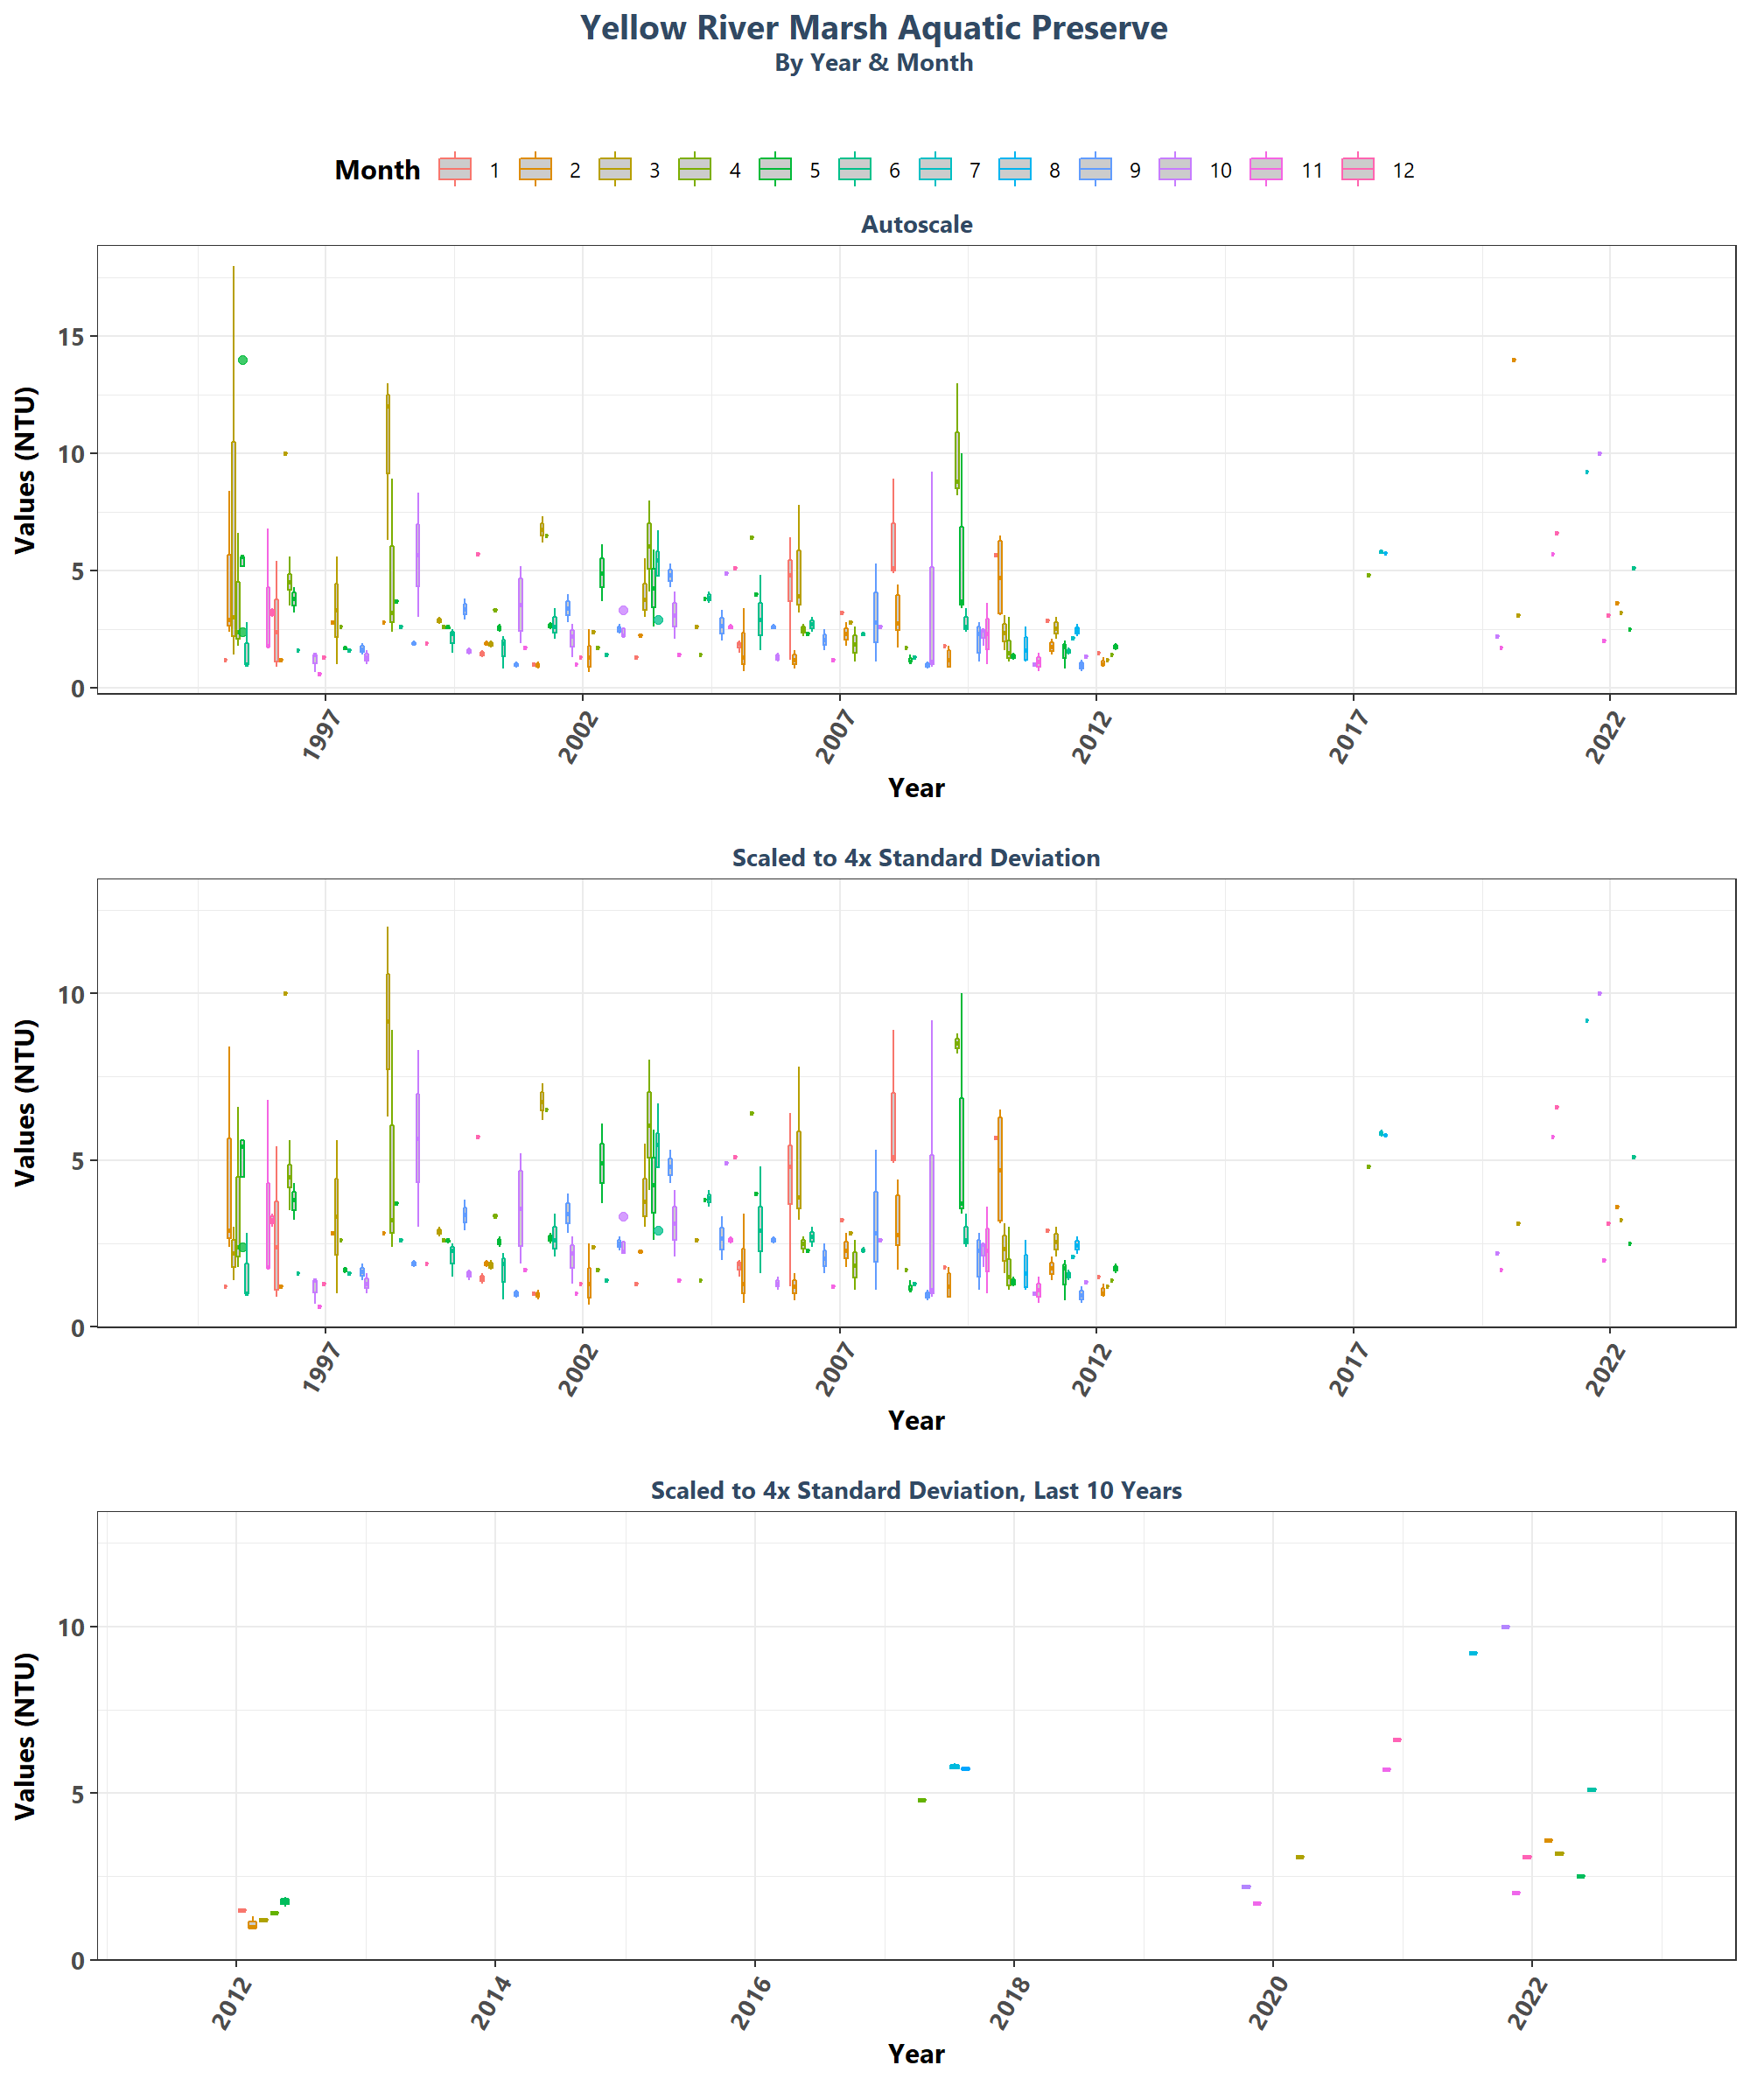 Yellow River Marsh Aquatic Preserve
By Year & Month
Month 1 2 3 4 5 6 7 8 9 10 11 12
Autoscale
Values (NTU)
15
10
5
0
1997 2002 2007 2012 2017 2022
Year
Scaled to 4x Standard Deviation
Values (NTU)
10
5
0
1997 2002 2007 2012 2017 2022
Year
Scaled to 4x Standard Deviation, Last 10 Years
Values (NTU)
10
5
0
2012 2014 2016 2018 2020 2022
Year